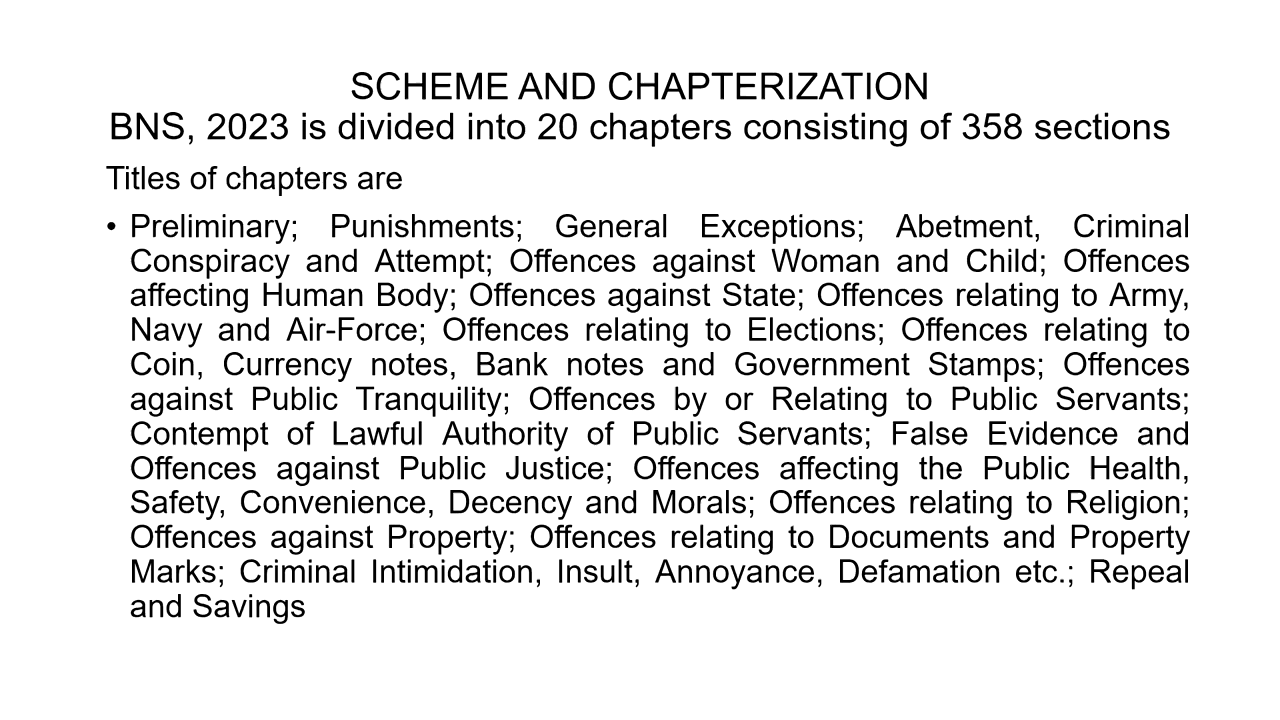 SCHEME AND CHAPTERIZATION
BNS, 2023 is divided into 20 chapters consisting of 358 sections
Titles of chapters are
• Preliminary; Punishments; General Exceptions; Abetment, Criminal
Conspiracy and Attempt; Offences against Woman and Child; Offences
affecting Human Body; Offences against State; Offences relating to Army,
Navy and Air-Force; Offences relating to Elections; Offences relating to
Coin, Currency notes, Bank notes and Government Stamps; Offences
against Public Tranquility; Offences by or Relating to Public Servants;
Contempt of Lawful Authority of Public Servants; False Evidence and
Offences against Public Justice; Offences affecting the Public Health,
Safety, Convenience, Decency and Morals; Offences relating to Religion;
Offences against Property; Offences relating to Documents and Property
Marks; Criminal Intimidation, Insult, Annoyance, Defamation etc.; Repeal
and Savings